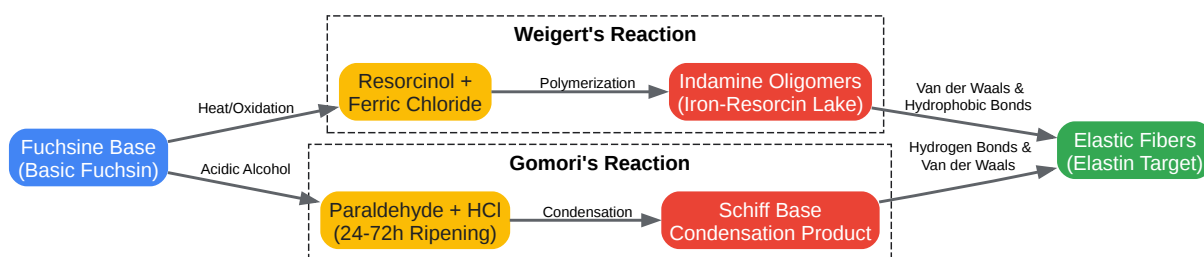 Weigert's Reaction
Resorcinol +
Ferric Chloride
Polymerization
Indamine Oligomers
(Iron-Resorcin Lake)
Van der Waals &
Hydrophobic Bonds
Heat/Oxidation
Fuchsine Base
(Basic Fuchsin)
Elastic Fibers
(Elastin Target)
Acidic Alcohol
Gomori's Reaction
Hydrogen Bonds &
Van der Waals
Paraldehyde + HCl
(24-72h Ripening)
Condensation
Schiff Base
Condensation Product